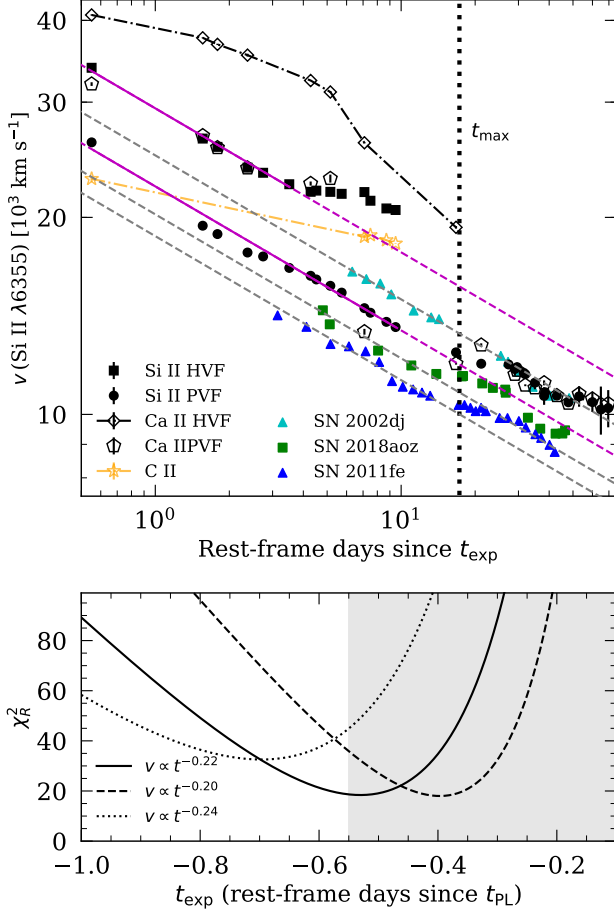 40
30
20
10
v (Si II λ6355) [10³ km s⁻¹]
t_max
Si II HVF
Si II PVF
Ca II HVF
Ca IIPVF
C II
SN 2002dj
SN 2018aoz
SN 2011fe
10⁰ 10¹
Rest-frame days since t_exp
80
60
40
20
0
χ²_R
v ∝ t⁻⁰·²²
v ∝ t⁻⁰·²⁰
v ∝ t⁻⁰·²⁴
−1.0 −0.8 −0.6 −0.4 −0.2
t_exp (rest-frame days since t_PL)